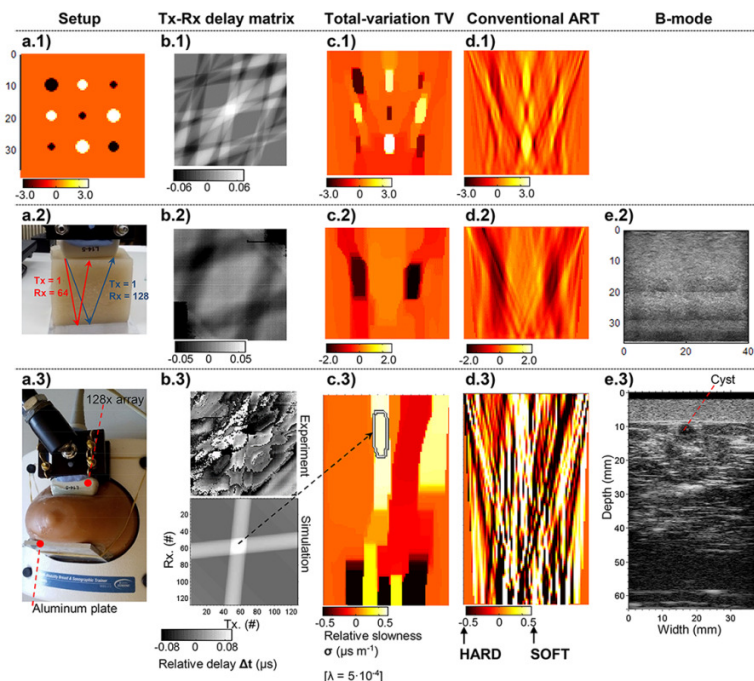 Setup
Tx-Rx delay matrix
Total-variation TV
Conventional ART
B-mode
a.1)
b.1)
c.1)
d.1)
0
10
20
30
-3.0 0 3.0
-0.06 0 0.06
-3.0 0 3.0
-3.0 0 3.0
a.2)
b.2)
c.2)
d.2)
e.2)
Tx = 1
Rx = 64
Tx = 1
Rx = 128
-0.05 0 0.05
-2.0 0 2.0
-2.0 0 2.0
0
10
20
30
0 20 40
a.3)
b.3)
c.3)
d.3)
e.3)
128x array
Aluminum plate
Experiment
Simulation
Rx. (#)
0
20
40
60
80
100
120
20 40 60 80 100 120
Tx. (#)
-0.08 0 0.08
Relative delay Δt (µs)
-0.5 0 0.5
Relative slowness
σ (µs m⁻¹)
[λ = 5·10⁻⁴]
-0.5 0.5
HARD SOFT
Cyst
Depth (mm)
0
10
20
30
40
50
60
0 10 20 30
Width (mm)